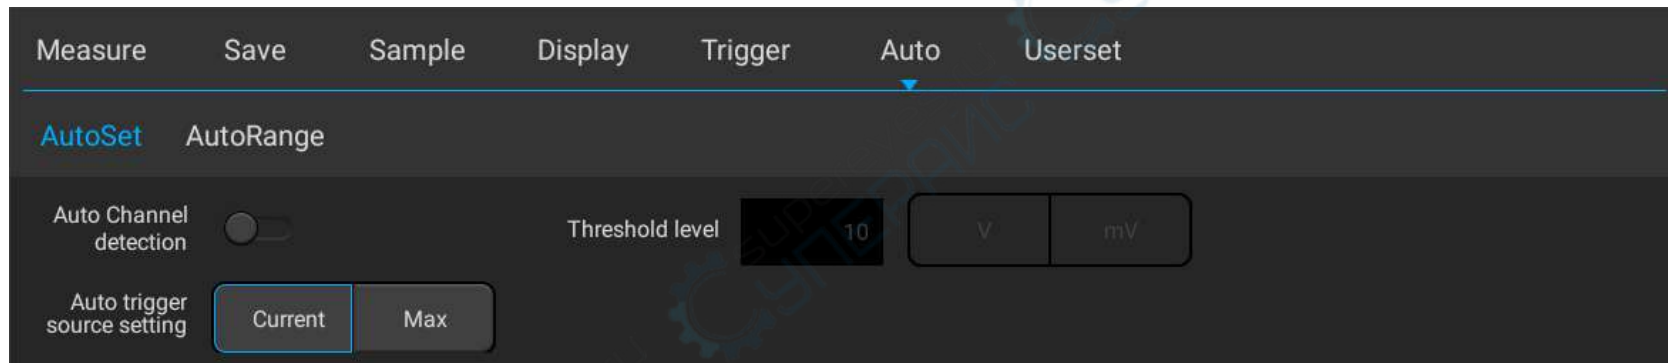 Measure Save Sample Display Trigger Auto Userset
AutoSet AutoRange
Auto Channel
detection
Threshold level 10 V mV
Auto trigger
source setting
Current Max